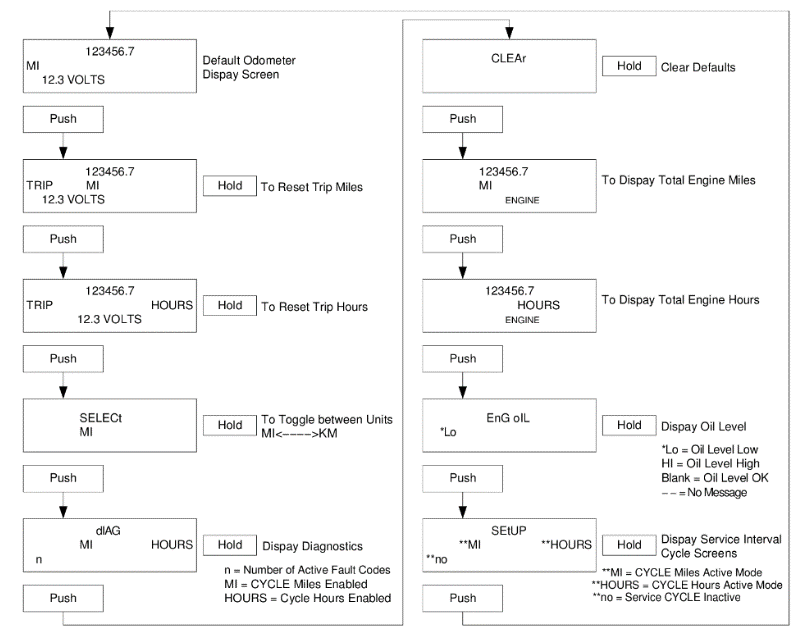 123456.7
MI
12.3 VOLTS
Default Odometer
Dispay Screen
Push
123456.7
TRIP MI
12.3 VOLTS
Hold
To Reset Trip Miles
Push
123456.7
TRIP HOURS
12.3 VOLTS
Hold
To Reset Trip Hours
Push
SELECt
MI
Hold
To Toggle between Units
MI<---->KM
Push
dIAG
MI HOURS
n
Hold
Dispay Diagnostics
n = Number of Active Fault Codes
MI = CYCLE Miles Enabled
HOURS = Cycle Hours Enabled
Push
CLEAr
Hold
Clear Defaults
Push
123456.7
MI
ENGINE
To Dispay Total Engine Miles
Push
123456.7
HOURS
ENGINE
To Dispay Total Engine Hours
Push
EnG oIL
*Lo
Hold
Dispay Oil Level
*Lo = Oil Level Low
HI = Oil Level High
Blank = Oil Level OK
-- = No Message
Push
SEtUP
**MI **HOURS
**no
Hold
Dispay Service Interval
Cycle Screens
**MI = CYCLE Miles Active Mode
**HOURS = CYCLE Hours Active Mode
**no = Service CYCLE Inactive
Push